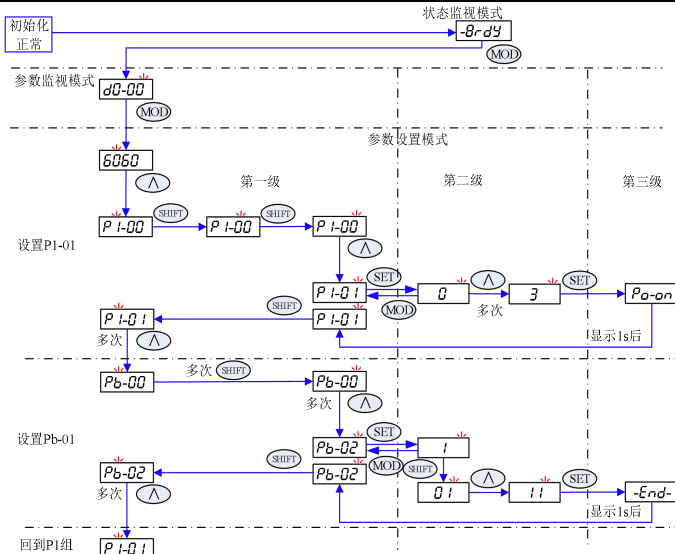 状态监视模式
初始化
正常
-8rdy
MOD
参数监视模式
d0-00
MOD
参数设置模式
6060
∧
第一级
第二级
第三级
P1-00
SHIFT
P1-00
SHIFT
P1-00
设置P1-01
∧
P1-01
SET
0
∧
3
SET
Po-on
MOD
多次
P1-01
SHIFT
P1-01
多次
∧
显示1s后
Pb-00
多次
SHIFT
Pb-00
多次
∧
设置Pb-01
Pb-02
SET
1
Pb-02
SHIFT
Pb-02
MOD
SHIFT
多次
∧
01
∧
11
SET
-End-
显示1s后
回到P1组
P1-01